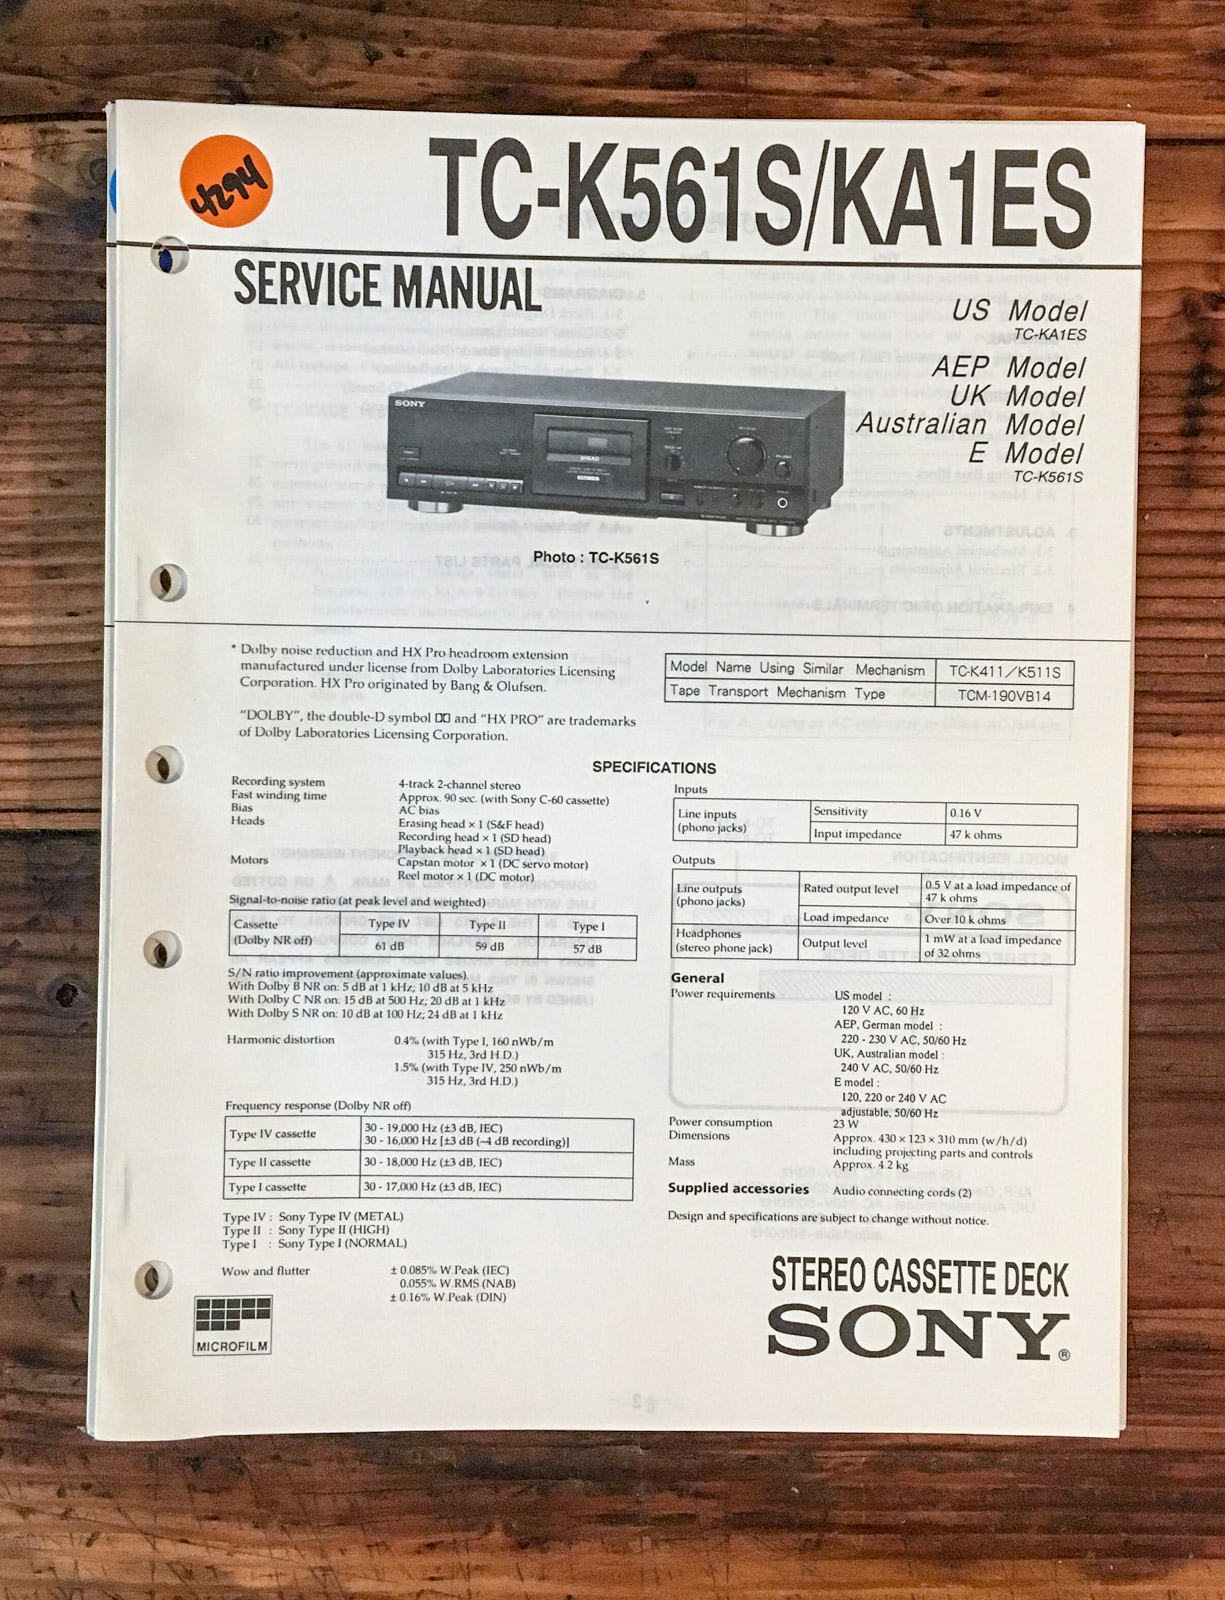 4294
TC-K561S/KA1ES
SERVICE MANUAL
US Model
TC-KA1ES
AEP Model
UK Model
Australian Model
E Model
TC-K561S
SONY
3HEAD
Photo : TC-K561S
* Dolby noise reduction and HX Pro headroom extension
manufactured under license from Dolby Laboratories Licensing
Corporation. HX Pro originated by Bang & Olufsen.
"DOLBY", the double-D symbol and "HX PRO" are trademarks
of Dolby Laboratories Licensing Corporation.
Model Name Using Similar Mechanism TC-K411/K511S
Tape Transport Mechanism Type TCM-190VB14
SPECIFICATIONS
Recording system 4-track 2-channel stereo
Fast winding time Approx. 90 sec. (with Sony C-60 cassette)
Bias AC bias
Heads Erasing head × 1 (S&F head)
Recording head × 1 (SD head)
Playback head × 1 (SD head)
Motors Capstan motor × 1 (DC servo motor)
Reel motor × 1 (DC motor)
Signal-to-noise ratio (at peak level and weighted)
Cassette Type IV Type II Type I
(Dolby NR off) 61 dB 59 dB 57 dB
S/N ratio improvement (approximate values).
With Dolby B NR on: 5 dB at 1 kHz; 10 dB at 5 kHz
With Dolby C NR on: 15 dB at 500 Hz; 20 dB at 1 kHz
With Dolby S NR on: 10 dB at 100 Hz; 24 dB at 1 kHz
Harmonic distortion 0.4% (with Type I, 160 nWb/m
315 Hz, 3rd H.D.)
1.5% (with Type IV, 250 nWb/m
315 Hz, 3rd H.D.)
Frequency response (Dolby NR off)
Type IV cassette 30 - 19,000 Hz (±3 dB, IEC)
30 - 16,000 Hz [±3 dB (-4 dB recording)]
Type II cassette 30 - 18,000 Hz (±3 dB, IEC)
Type I cassette 30 - 17,000 Hz (±3 dB, IEC)
Type IV : Sony Type IV (METAL)
Type II : Sony Type II (HIGH)
Type I : Sony Type I (NORMAL)
Wow and flutter ± 0.085% W.Peak (IEC)
0.055% W.RMS (NAB)
± 0.16% W.Peak (DIN)
MICROFILM
Inputs
Line inputs (phono jacks) Sensitivity 0.16 V
Input impedance 47 k ohms
Outputs
Line outputs (phono jacks) Rated output level 0.5 V at a load impedance of
47 k ohms
Load impedance Over 10 k ohms
Headphones (stereo phone jack) Output level 1 mW at a load impedance
of 32 ohms
General
Power requirements US model :
120 V AC, 60 Hz
AEP, German model :
220 - 230 V AC, 50/60 Hz
UK, Australian model :
240 V AC, 50/60 Hz
E model :
120, 220 or 240 V AC
adjustable, 50/60 Hz
Power consumption 23 W
Dimensions Approx. 430 × 123 × 310 mm (w/h/d)
including projecting parts and controls
Mass Approx. 4.2 kg
Supplied accessories Audio connecting cords (2)
Design and specifications are subject to change without notice.
STEREO CASSETTE DECK
SONY®